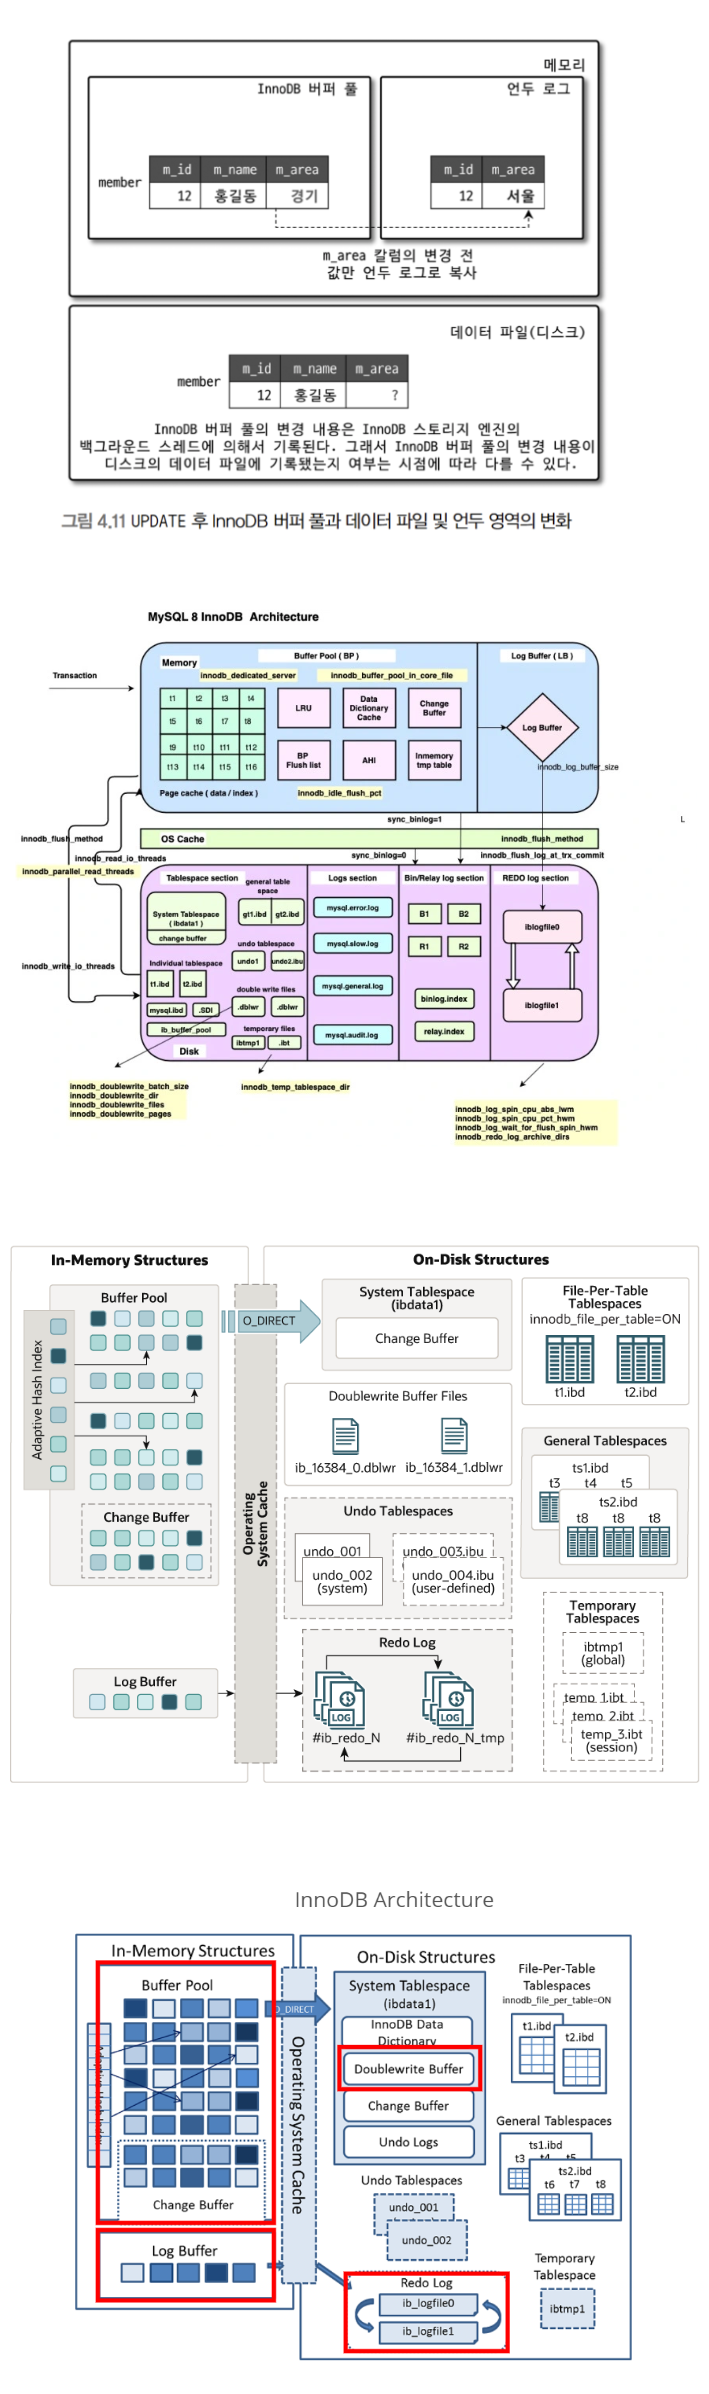 메모리
InnoDB 버퍼 풀
언두 로그
m_id m_name m_area
member 12 홍길동 경기
m_id m_area
12 서울
m_area 칼럼의 변경 전
값만 언두 로그로 복사
데이터 파일(디스크)
m_id m_name m_area
member 12 홍길동 ?
InnoDB 버퍼 풀의 변경 내용은 InnoDB 스토리지 엔진의
백그라운드 스레드에 의해서 기록된다. 그래서 InnoDB 버퍼 풀의 변경 내용이
디스크의 데이터 파일에 기록됐는지 여부는 시점에 따라 다를 수 있다.
그림 4.11 UPDATE 후 InnoDB 버퍼 풀과 데이터 파일 및 언두 영역의 변화
MySQL 8 InnoDB Architecture
Transaction
Memory
Buffer Pool ( BP )
Log Buffer ( LB )
innodb_dedicated_server
innodb_buffer_pool_in_core_file
t1 t2 t3 t4
t5 t6 t7 t8
t9 t10 t11 t12
t13 t14 t15 t16
LRU
Data
Dictionary
Cache
Change
Buffer
BP
Flush list
AHI
Inmemory
tmp table
Log Buffer
Page cache ( data / index )
innodb_idle_flush_pct
innodb_log_buffer_size
sync_binlog=1
L
innodb_flush_method
OS Cache
innodb_flush_method
innodb_read_io_threads
innodb_parallel_read_threads
sync_binlog=0
innodb_flush_log_at_trx_commit
Tablespace section
general table
space
Logs section
Bin/Relay log section
REDO log section
System Tablespace
( ibdata1 )
change buffer
gt1.ibd gt2.ibd
undo tablespace
undo1 undo2.ibu
Individual tablespace
t1.ibd t2.ibd
double write files
.dblwr .dblwr
mysql.ibd .SDI
ib_buffer_pool
temporary files
ibtmp1 .ibt
Disk
mysql.error.log
mysql.slow.log
mysql.general.log
mysql.audit.log
B1 B2
R1 R2
binlog.index
relay.index
iblogfile0
iblogfile1
innodb_write_io_threads
innodb_doublewrite_batch_size
innodb_doublewrite_dir
innodb_doublewrite_files
innodb_doublewrite_pages
innodb_temp_tablespace_dir
innodb_log_spin_cpu_abs_lwm
innodb_log_spin_cpu_pct_hwm
innodb_log_wait_for_flush_spin_hwm
innodb_redo_log_archive_dirs
In-Memory Structures
On-Disk Structures
Buffer Pool
Adaptive Hash Index
Change Buffer
Log Buffer
Operating
System Cache
O_DIRECT
System Tablespace
(ibdata1)
Change Buffer
File-Per-Table
Tablespaces
innodb_file_per_table=ON
t1.ibd t2.ibd
Doublewrite Buffer Files
ib_16384_0.dblwr ib_16384_1.dblwr
General Tablespaces
ts1.ibd
t3 t4 t5
ts2.ibd
t8 t8 t8
Undo Tablespaces
undo_001
undo_002
(system)
undo_003.ibu
undo_004.ibu
(user-defined)
Temporary
Tablespaces
ibtmp1
(global)
temp_1.ibt
temp_2.ibt
temp_3.ibt
(session)
Redo Log
LOG LOG
#ib_redo_N #ib_redo_N_tmp
InnoDB Architecture
In-Memory Structures
On-Disk Structures
Buffer Pool
Change Buffer
Log Buffer
O_DIRECT
Operating System Cache
System Tablespace
(ibdata1)
InnoDB Data
Dictionary
Doublewrite Buffer
Change Buffer
Undo Logs
File-Per-Table
Tablespaces
innodb_file_per_table=ON
t1.ibd
t2.ibd
General Tablespaces
ts1.ibd
t3 t4 t5
ts2.ibd
t6 t7 t8
Undo Tablespaces
undo_001
undo_002
Temporary
Tablespace
ibtmp1
Redo Log
ib_logfile0
ib_logfile1